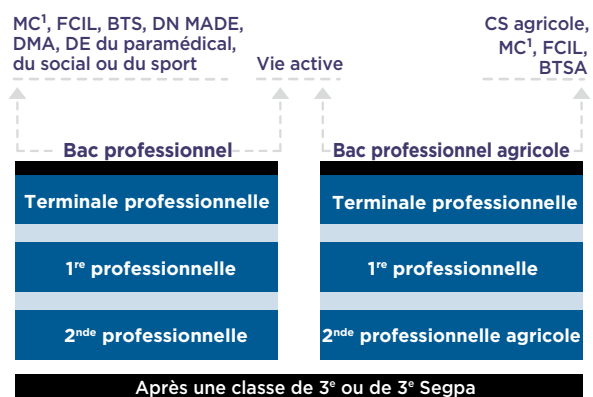 MC¹, FCIL, BTS, DN MADE,
DMA, DE du paramédical,
du social ou du sport
Vie active
CS agricole,
MC¹, FCIL,
BTSA
Bac professionnel
Bac professionnel agricole
Terminale professionnelle
Terminale professionnelle
1re professionnelle
1re professionnelle
2nde professionnelle
2nde professionnelle agricole
Après une classe de 3e ou de 3e Segpa